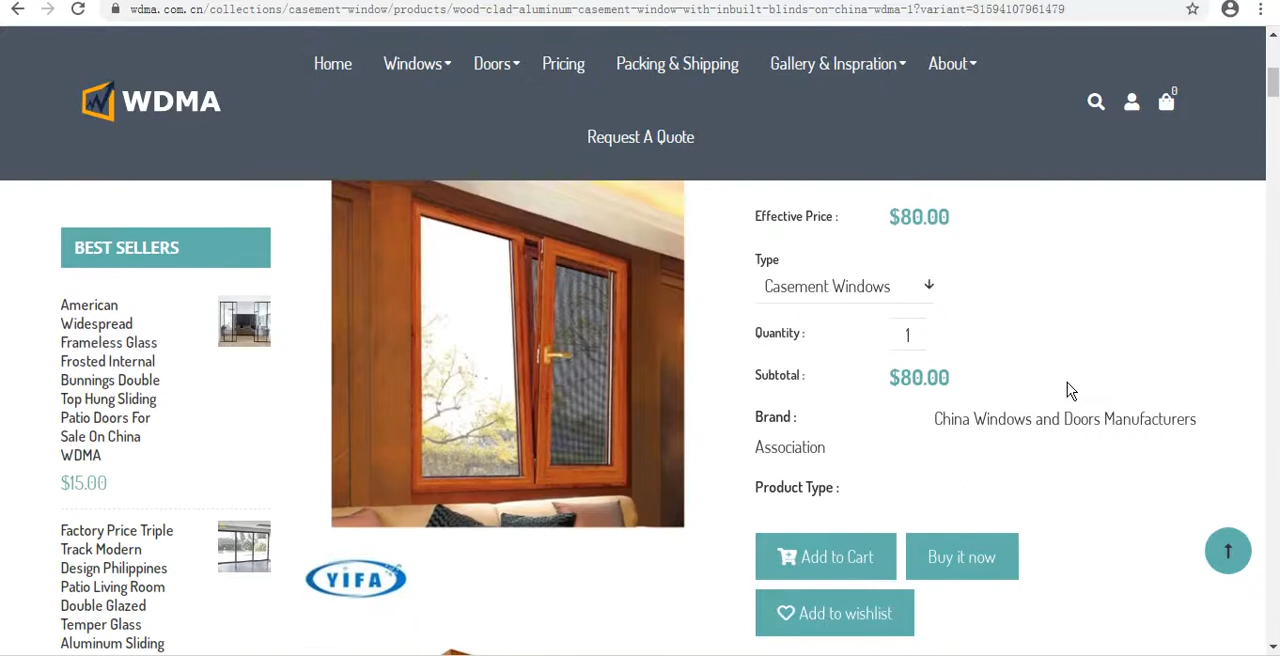 wdma.com.cn/collections/casement-window/products/wood-clad-aluminum-casement-window-with-inbuilt-blinds-on-china-wdma-1?variant=31594107961479
Home Windows Doors Pricing Packing & Shipping Gallery & Inspration About
WDMA
0
Request A Quote
BEST SELLERS
American
Widespread
Frameless Glass
Frosted Internal
Bunnings Double
Top Hung Sliding
Patio Doors For
Sale On China
WDMA
$15.00
Factory Price Triple
Track Modern
Design Philippines
Patio Living Room
Double Glazed
Temper Glass
Aluminum Sliding
YIFA
Effective Price : $80.00
Type
Casement Windows
Quantity : 1
Subtotal : $80.00
Brand : China Windows and Doors Manufacturers
Association
Product Type :
Add to Cart Buy it now
Add to wishlist